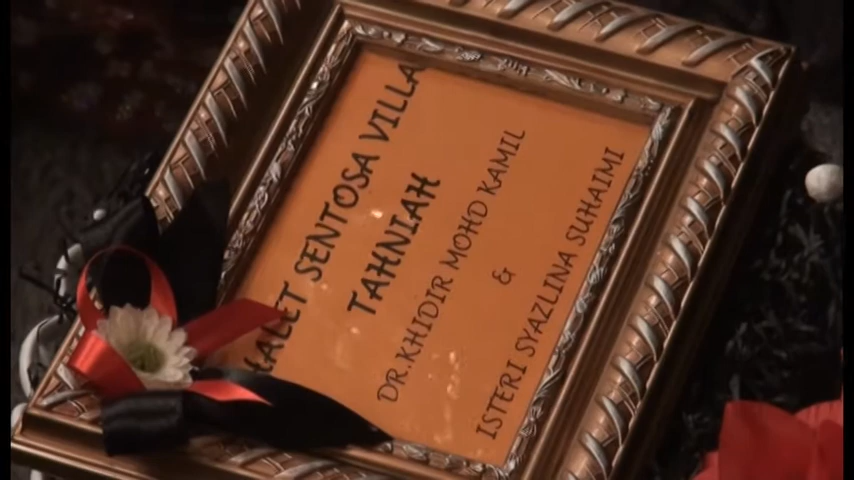 SENTOSA VILLA
TAHNIAH
DR.KHIDIR MOHD KAMIL
&
ISTERI SYAZLINA SUHAIMI